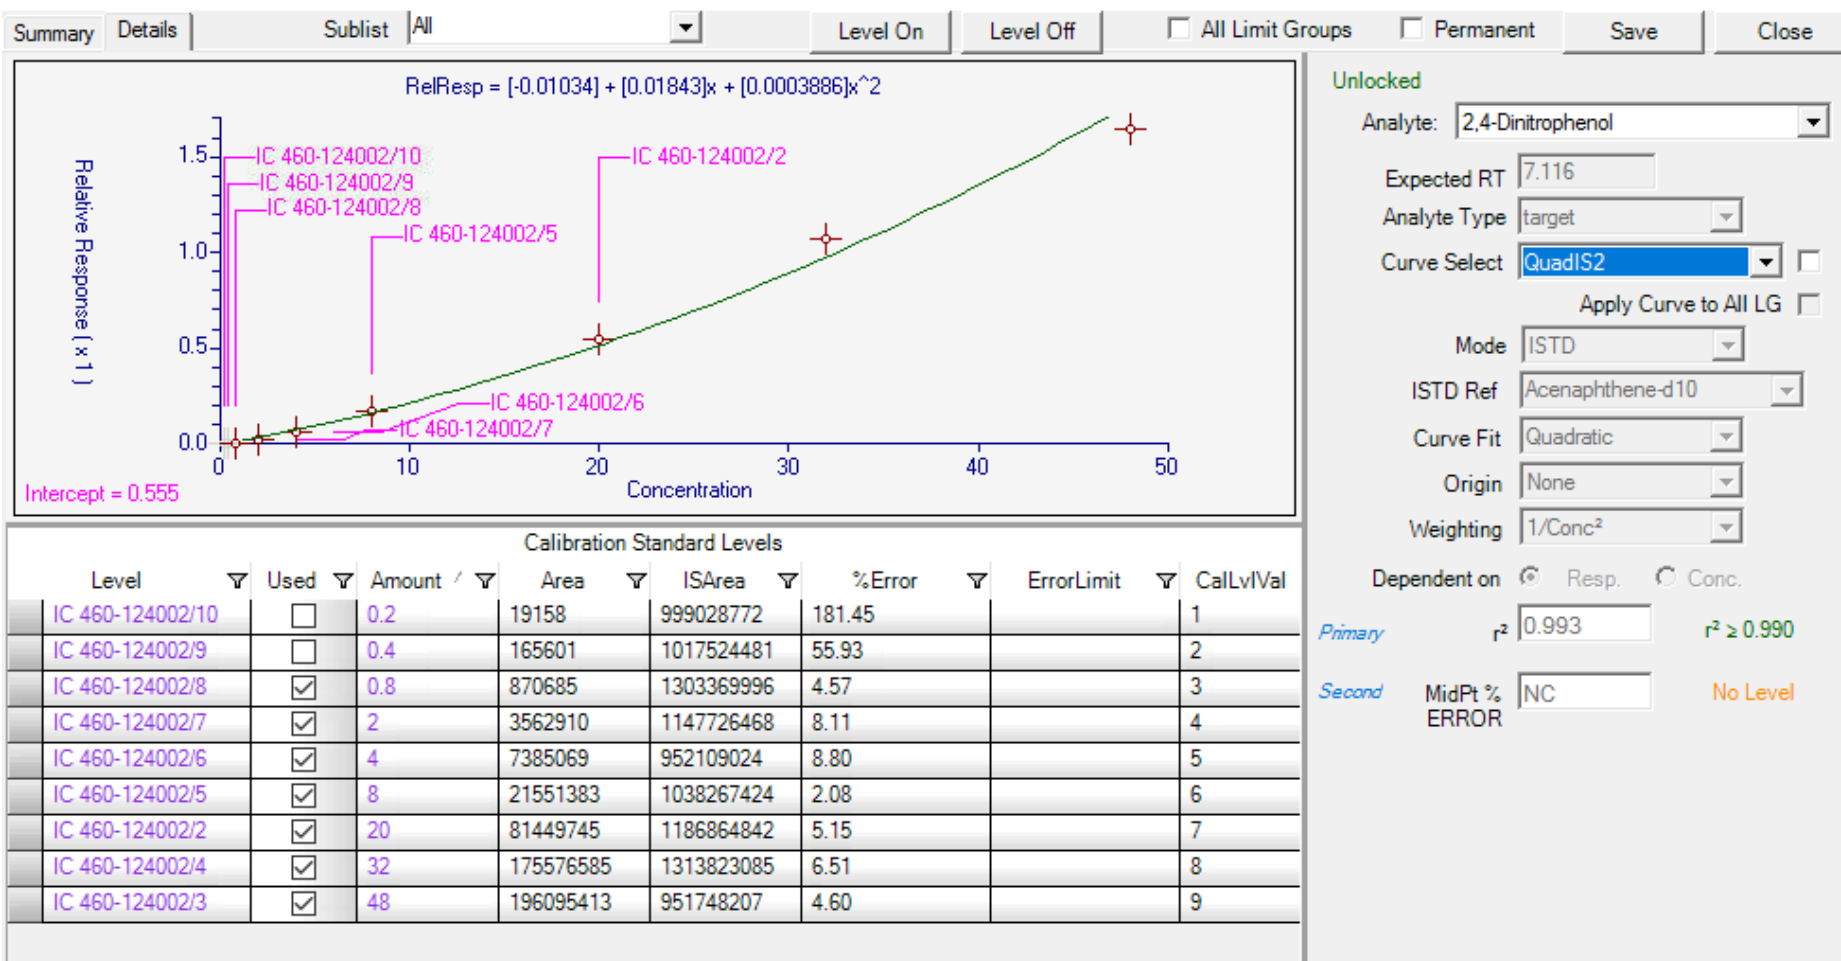 Summary Details Sublist All Level On Level Off All Limit Groups Permanent Save Close
RelResp = [-0.01034] + [0.01843]x + [0.0003886]x^2
Relative Response ( x 1 )
1.5
1.0
0.5
0.0
IC 460-124002/10
IC 460-124002/9
IC 460-124002/8
IC 460-124002/5
IC 460-124002/2
IC 460-124002/6
IC 460-124002/7
0 10 20 30 40 50
Concentration
Intercept = 0.555
Unlocked
Analyte: 2,4-Dinitrophenol
Expected RT 7.116
Analyte Type target
Curve Select QuadIS2
Apply Curve to All LG
Mode ISTD
ISTD Ref Acenaphthene-d10
Curve Fit Quadratic
Origin None
Weighting 1/Conc²
Dependent on Resp. Conc.
Primary r² 0.993 r² ≥ 0.990
Second MidPt % ERROR NC No Level
Calibration Standard Levels
Level Used Amount Area ISArea %Error ErrorLimit CalLvlVal
IC 460-124002/10 0.2 19158 999028772 181.45 1
IC 460-124002/9 0.4 165601 1017524481 55.93 2
IC 460-124002/8 0.8 870685 1303369996 4.57 3
IC 460-124002/7 2 3562910 1147726468 8.11 4
IC 460-124002/6 4 7385069 952109024 8.80 5
IC 460-124002/5 8 21551383 1038267424 2.08 6
IC 460-124002/2 20 81449745 1186864842 5.15 7
IC 460-124002/4 32 175576585 1313823085 6.51 8
IC 460-124002/3 48 196095413 951748207 4.60 9